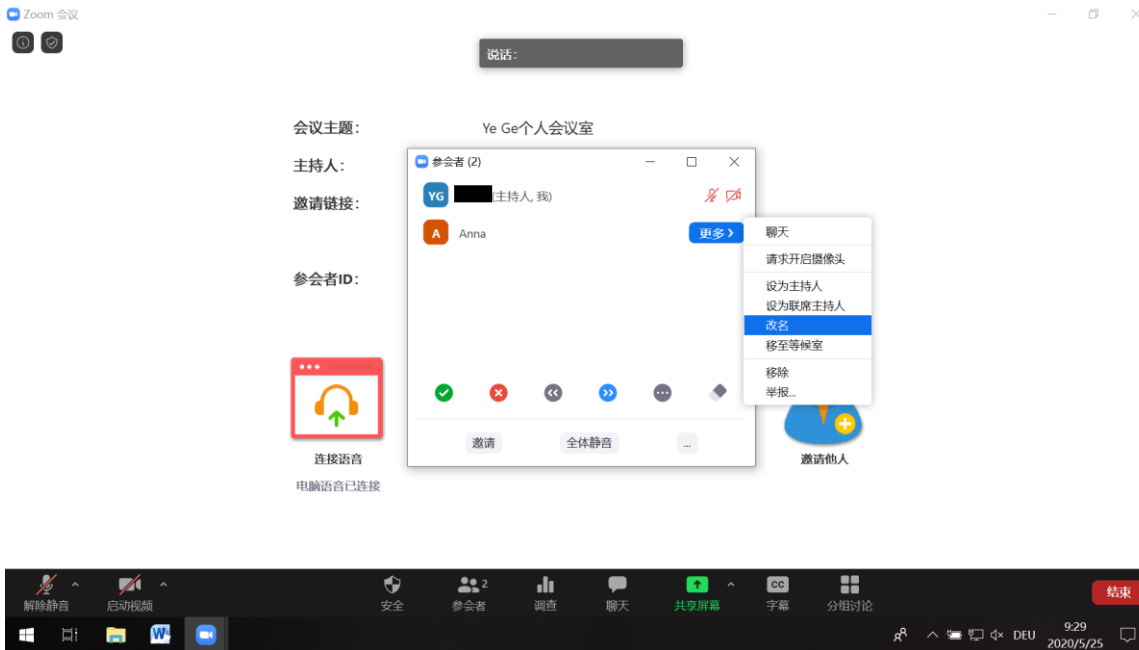 Zoom 会议
说话：
会议主题： Ye Ge个人会议室
主持人：
邀请链接：
参会者ID：
参会者 (2)
YG (主持人, 我)
A Anna 更多
聊天
请求开启摄像头
设为主持人
设为联席主持人
改名
移至等候室
移除
举报...
邀请 全体静音 ...
连接语音
电脑语音已连接
邀请他人
解除静音 启动视频 安全 参会者 2 调查 聊天 共享屏幕 CC 字幕 分组讨论 结束
W DEU 9:29
2020/5/25